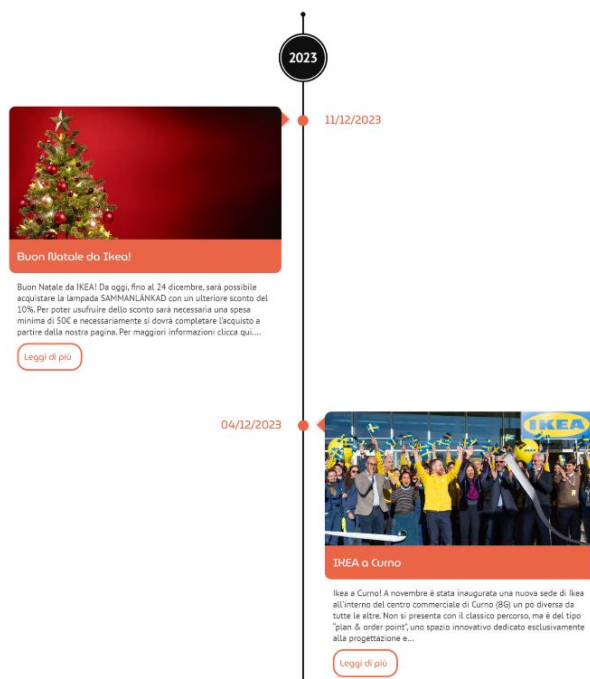 2023
11/12/2023
Buon Natale da Ikea!
Buon Natale da IKEA! Da oggi, fino al 24 dicembre, sarà possibile
acquistare la lampada SAMMANLÄNKAD con un ulteriore sconto del
10%. Per poter usufruire dello sconto sarà necessaria una spesa
minima di 50€ e necessariamente si dovrà completare l'acquisto a
partire dalla nostra pagina. Per maggiori informazioni clicca qui....
Leggi di più
04/12/2023
IKEA
IKEA a Curno
Ikea a Curno! A novembre è stata inaugurata una nuova sede di Ikea
all'interno del centro commerciale di Curno (BG) un pò diversa da
tutte le altre. Non si presenta con il classico percorso, ma è del tipo
"plan & order point", uno spazio innovativo dedicato esclusivamente
alla progettazione e...
Leggi di più